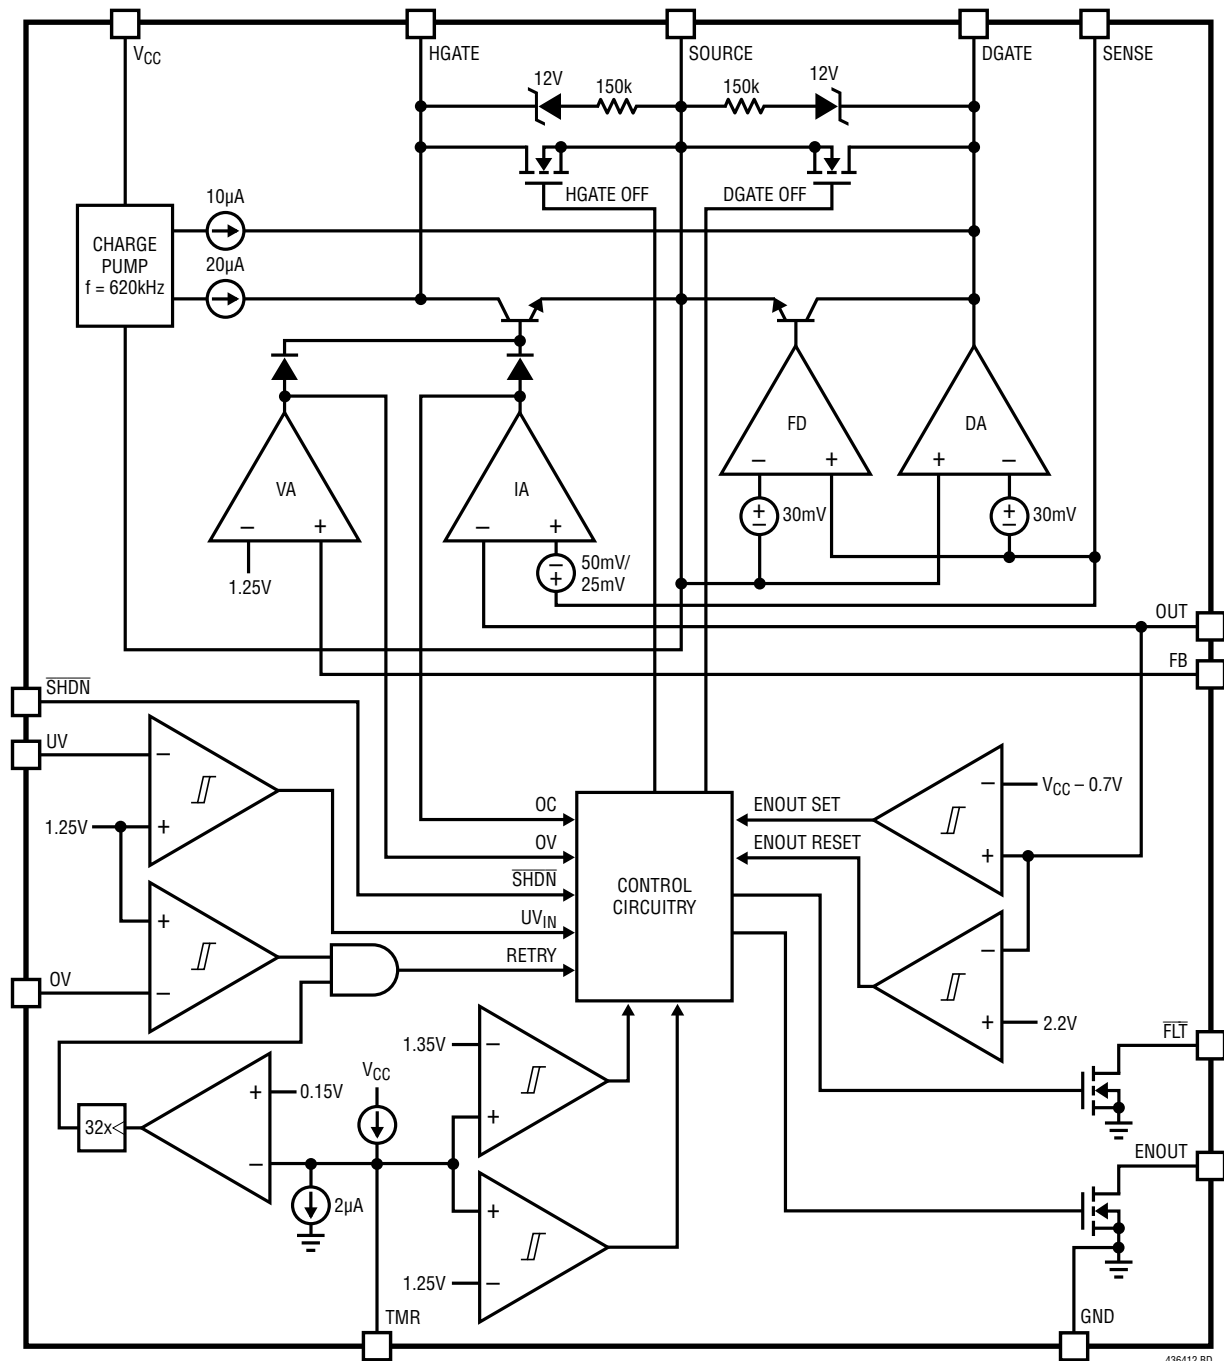 VCC
HGATE
SOURCE
DGATE
SENSE
12V
150k
150k
12V
HGATE OFF
DGATE OFF
10µA
CHARGE
PUMP
f = 620kHz
20µA
FD
DA
–
+
+
–
VA
IA
+
–
30mV
+
–
30mV
–
+
–
+
1.25V
–
+
50mV/
25mV
OUT
FB
SHDN
UV
–
1.25V
+
+
–
OV
OC
OV
SHDN
UVIN
RETRY
CONTROL
CIRCUITRY
ENOUT SET
ENOUT RESET
–
VCC – 0.7V
+
–
+
2.2V
FLT
1.35V
–
+
VCC
+
0.15V
32x
–
2µA
+
1.25V
–
ENOUT
TMR
GND
436412 BD